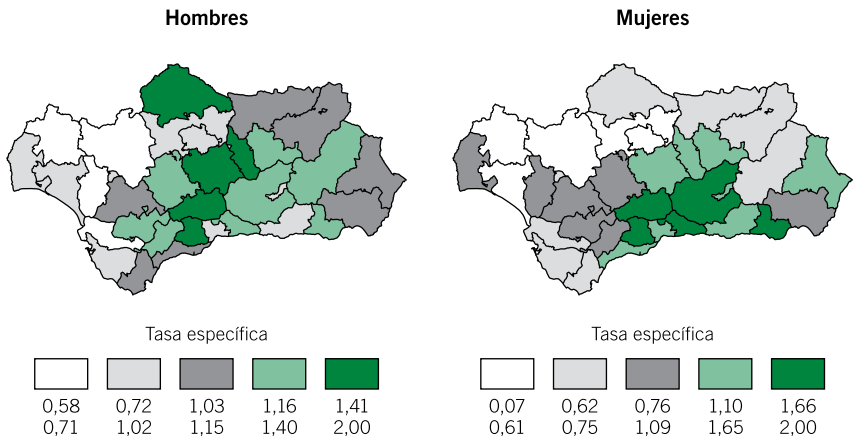 Hombres
Mujeres
Tasa específica
Tasa específica
0,58 0,72 1,03 1,16 1,41
0,71 1,02 1,15 1,40 2,00
0,07 0,62 0,76 1,10 1,66
0,61 0,75 1,09 1,65 2,00